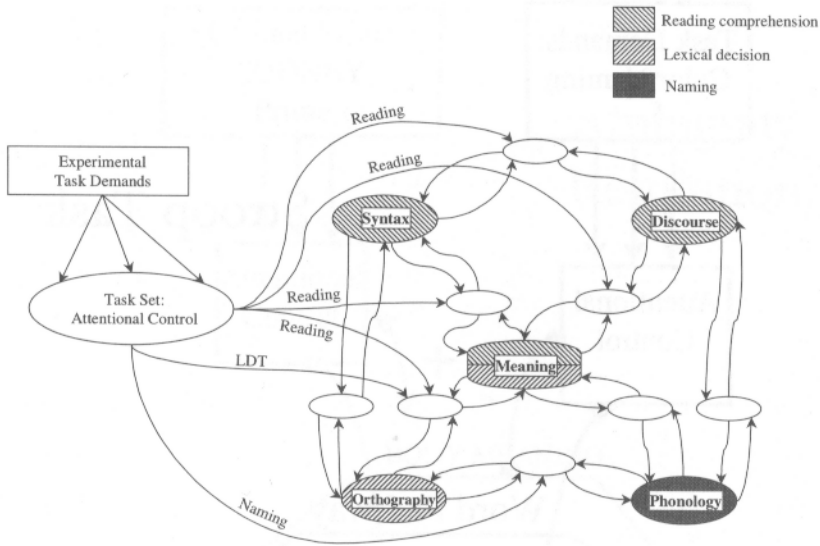 Reading comprehension
Lexical decision
Naming
Experimental
Task Demands
Reading
Reading
Syntax
Discourse
Task Set:
Attentional Control
Reading
Reading
LDT
Meaning
Orthography
Phonology
Naming